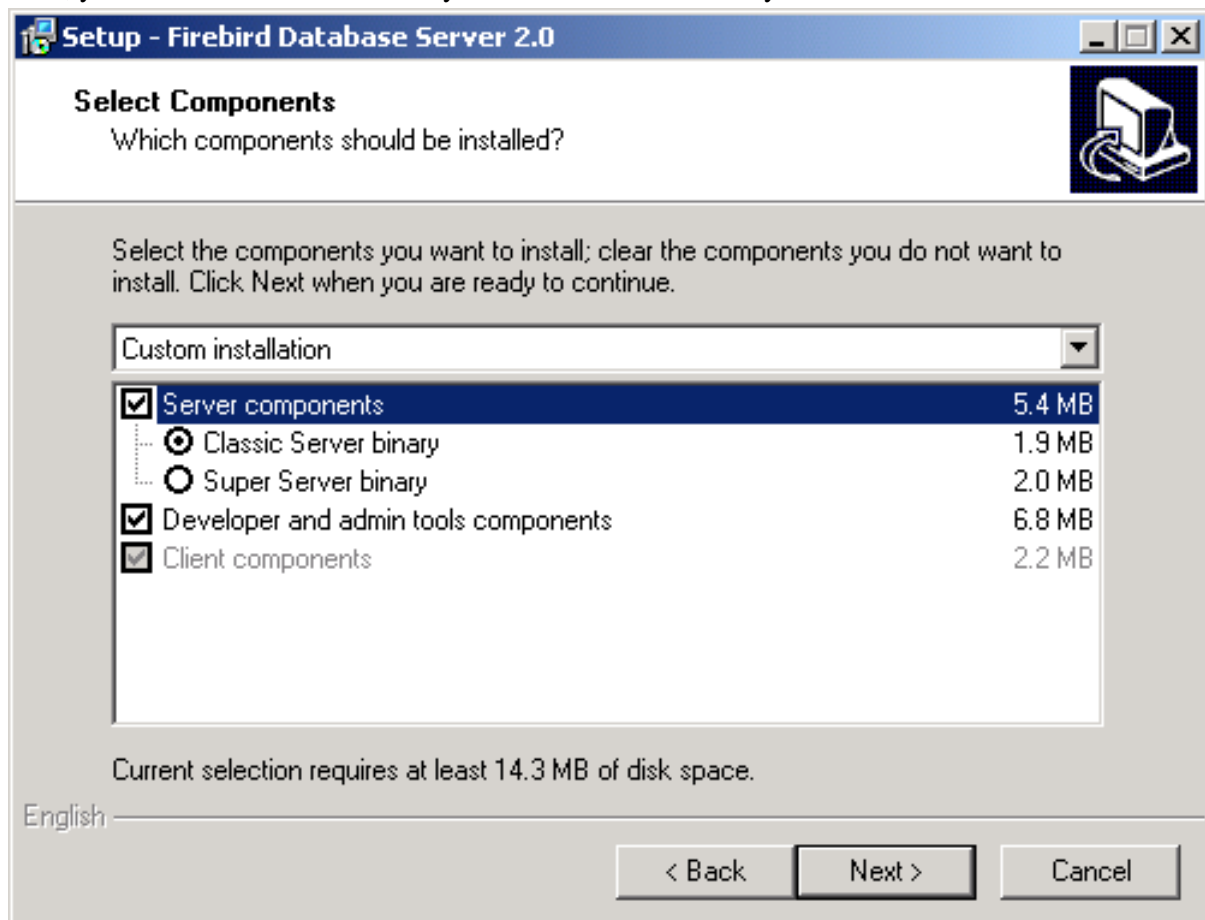 Setup - Firebird Database Server 2.0
Select Components
Which components should be installed?
Select the components you want to install; clear the components you do not want to
install. Click Next when you are ready to continue.
Custom installation
Server components 5.4 MB
Classic Server binary 1.9 MB
Super Server binary 2.0 MB
Developer and admin tools components 6.8 MB
Client components 2.2 MB
Current selection requires at least 14.3 MB of disk space.
English
< Back Next > Cancel